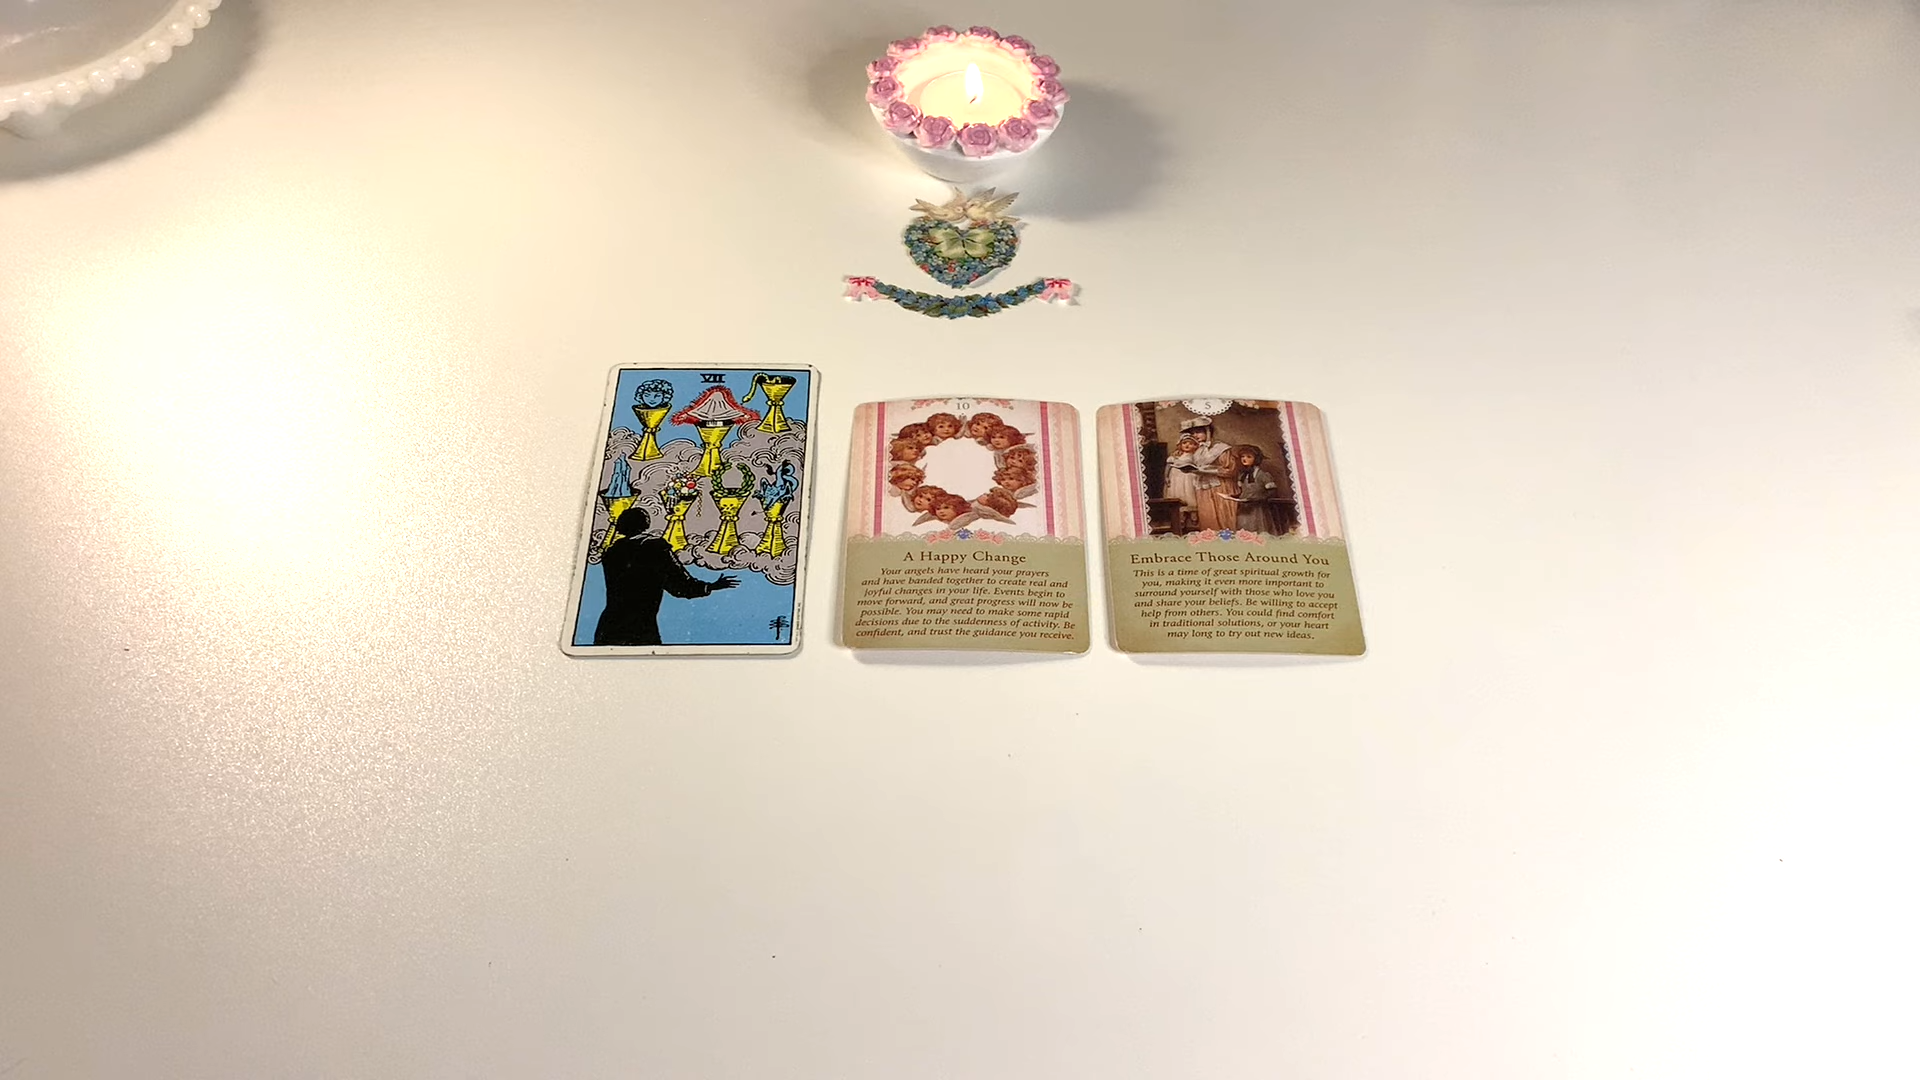 VII
10
A Happy Change
Your angels have heard your prayers
and have banded together to create real and
joyful changes in your life. Events begin to
move forward, and great progress will now be
possible. You may need to make some rapid
decisions due to the suddenness of activity. Be
confident, and trust the guidance you receive.
5
Embrace Those Around You
This is a time of great spiritual growth for
you, making it even more important to
surround yourself with those who love you
and share your beliefs. Be willing to accept
help from others. You could find comfort
in traditional solutions, or your heart
may long to try out new ideas.